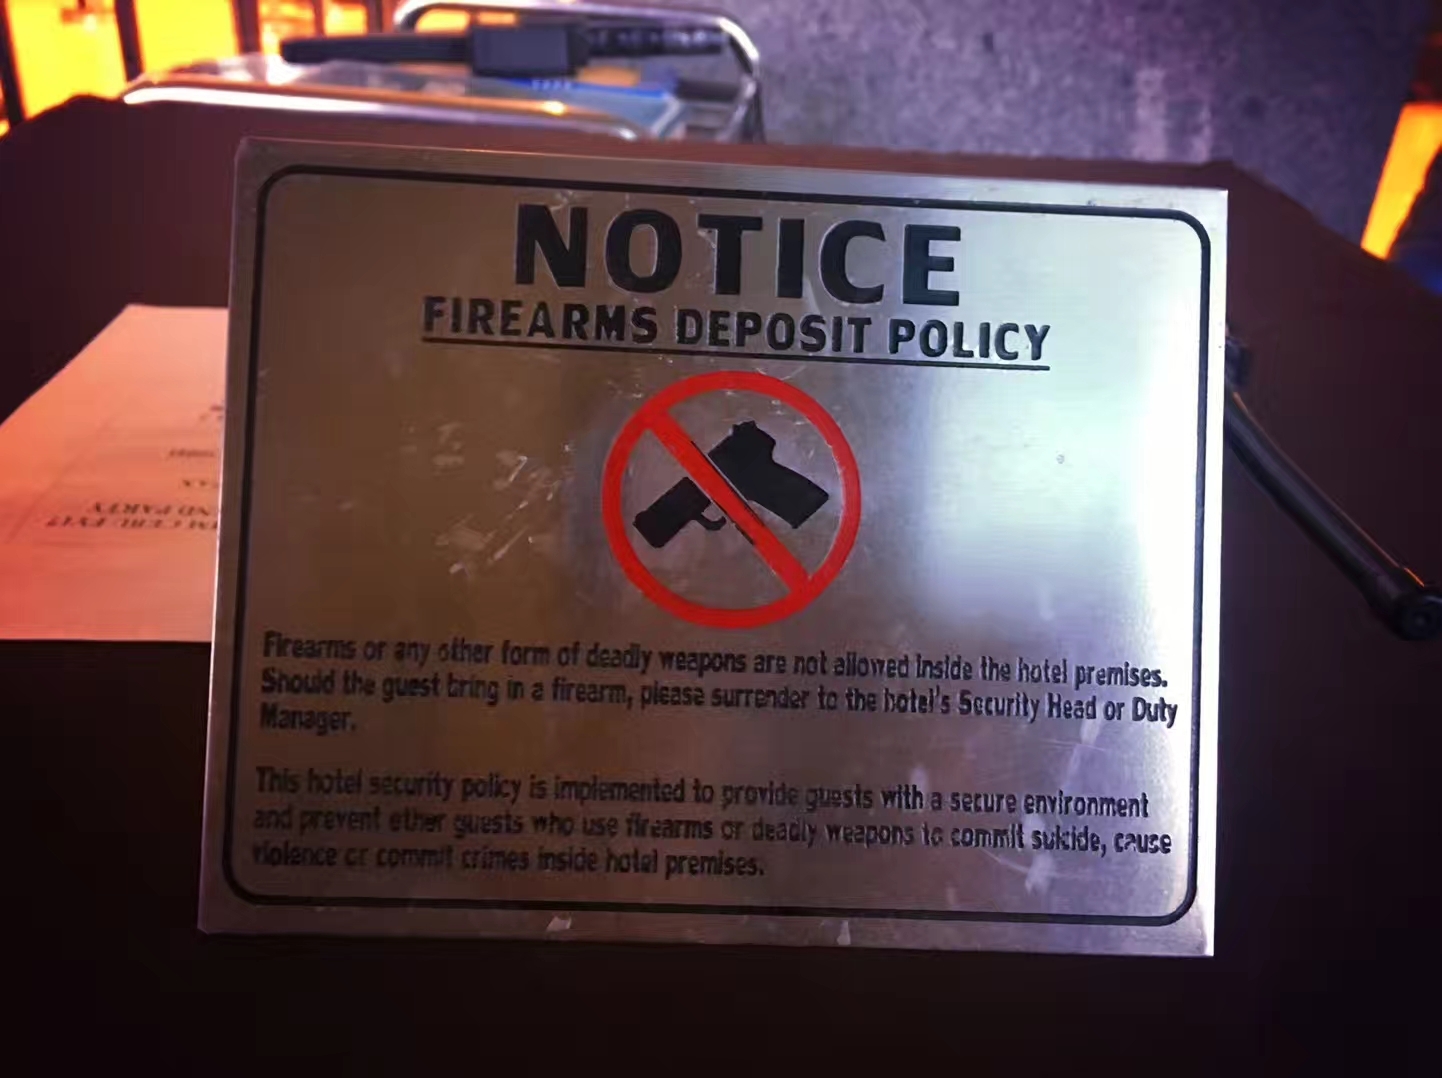 NOTICE
FIREARMS DEPOSIT POLICY
Firearms or any other form of deadly weapons are not allowed inside the hotel premises.
Should the guest bring in a firearm, please surrender to the hotel's Security Head or Duty
Manager.
This hotel security policy is implemented to provide guests with a secure environment
and prevent other guests who use firearms or deadly weapons to commit suicide, cause
violence or commit crimes inside hotel premises.
ND PARTY